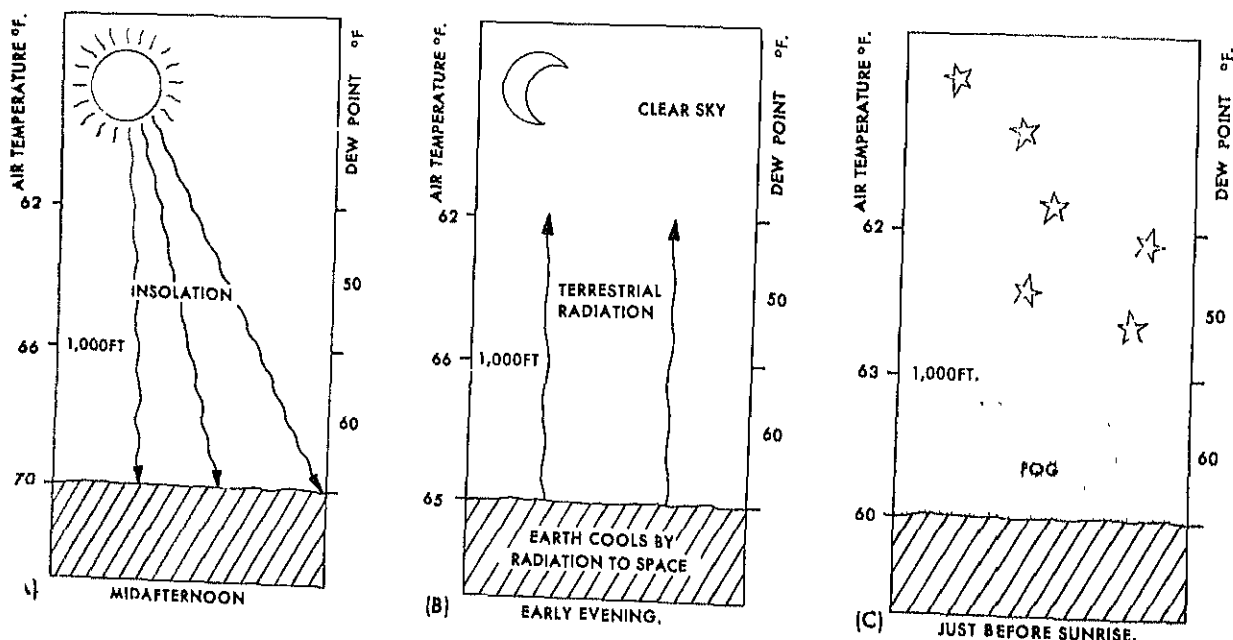 AIR TEMPERATURE °F.
62
66
70
INSOLATION
1,000FT
DEW POINT °F
50
60
MIDAFTERNOON
AIR TEMPERATURE °F.
62
66
65
CLEAR SKY
TERRESTRIAL
RADIATION
1,000FT
EARTH COOLS BY
RADIATION TO SPACE
DEW POINT °F.
50
60
(B)
EARLY EVENING.
AIR TEMPERATURE °F.
62
63
60
1,000FT.
FOG
DEW POINT °F.
50
60
(C)
JUST BEFORE SUNRISE.